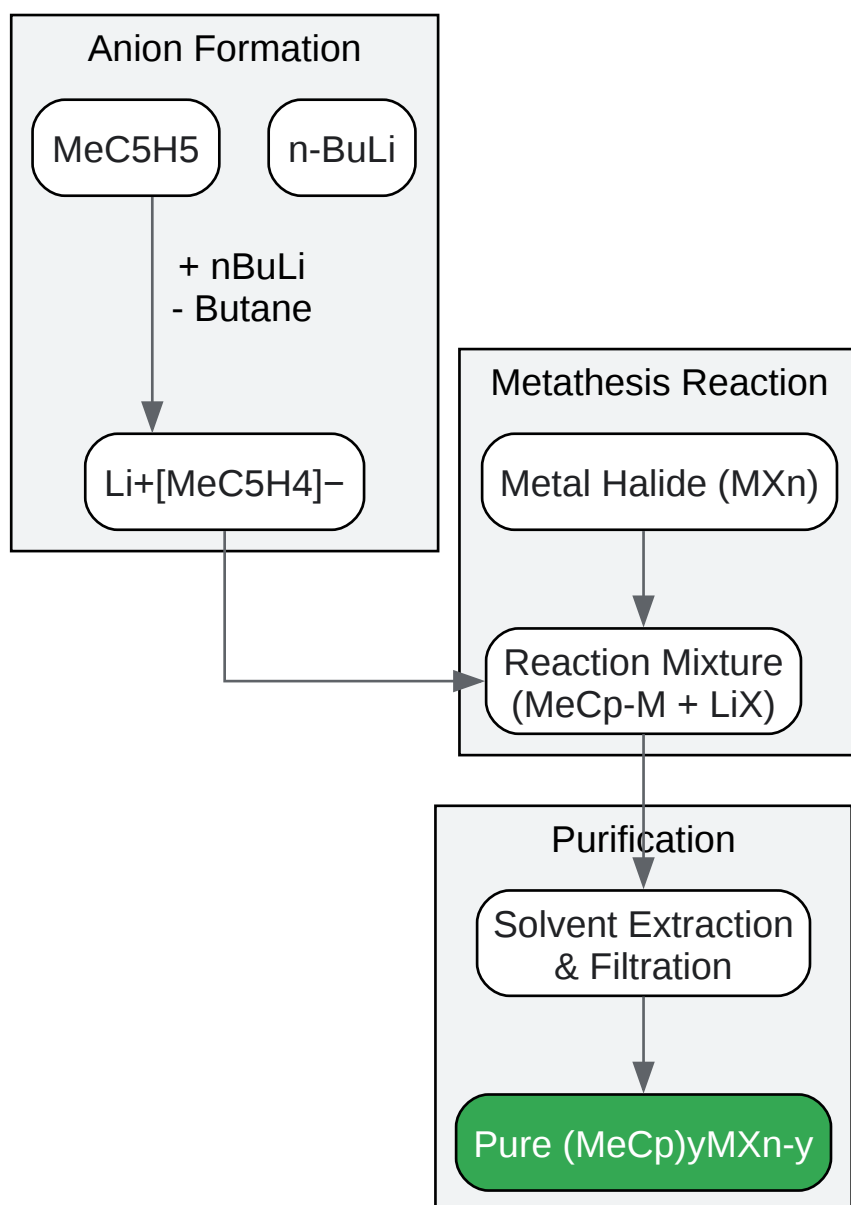 Anion Formation
MeC5H5
n-BuLi
+ nBuLi
- Butane
Li+[MeC5H4]−
Metathesis Reaction
Metal Halide (MXn)
Reaction Mixture
(MeCp-M + LiX)
Purification
Solvent Extraction
& Filtration
Pure (MeCp)yMXn-y